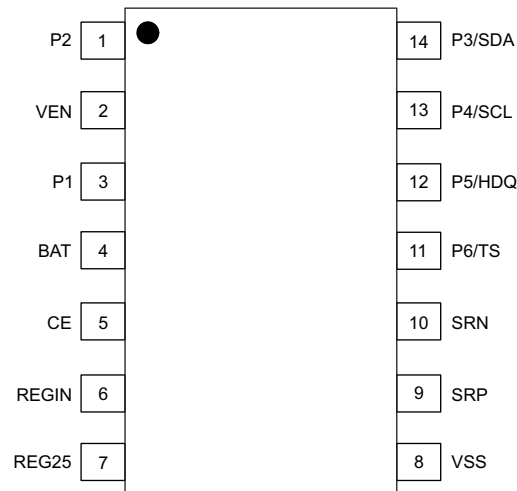 P2 1 14 P3/SDA
VEN 2 13 P4/SCL
P1 3 12 P5/HDQ
BAT 4 11 P6/TS
CE 5 10 SRN
REGIN 6 9 SRP
REG25 7 8 VSS